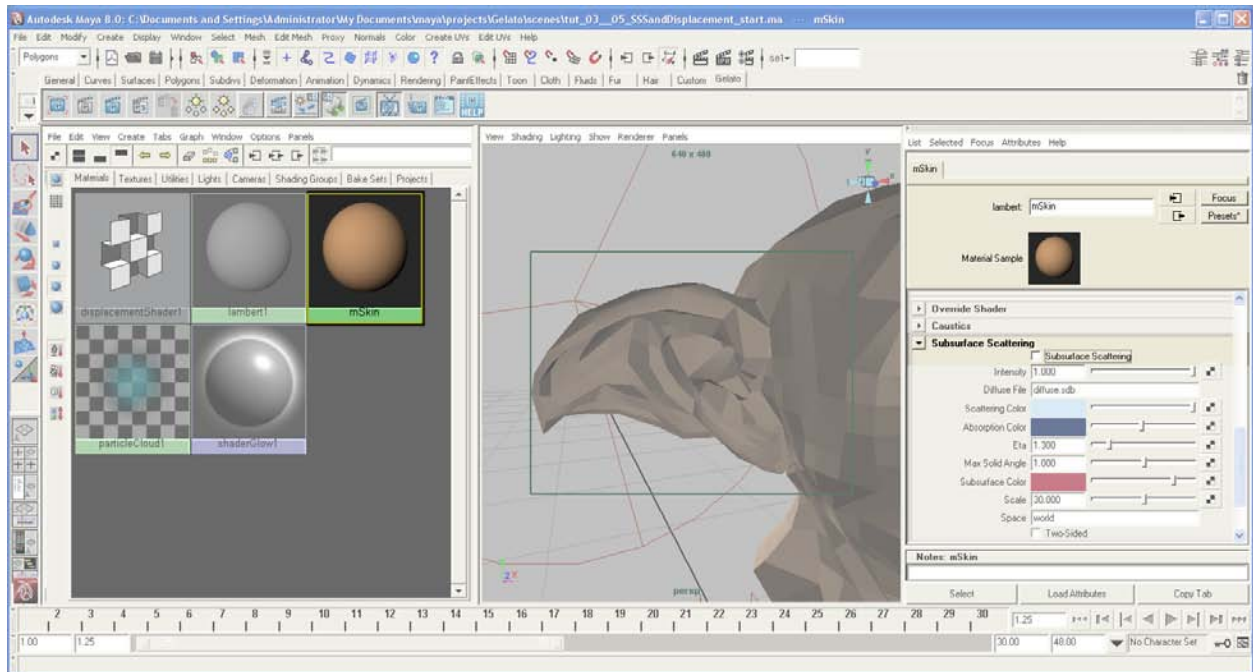 Autodesk Maya 8.0: C:\Documents and Settings\Administrator\My Documents\maya\projects\Gelato\scenes\tut_03__05_SSSandDisplacement_start.ma --- mSkin
File Edit Modify Create Display Window Select Mesh Edit Mesh Proxy Normals Color Create UVs Edit UVs Help
Polygons sel-
General Curves Surfaces Polygons Subdivs Deformation Animation Dynamics Rendering PaintEffects Toon Cloth Fluids Fur Hair Custom Gelato
HELP
File Edit View Create Tabs Graph Window Options Panels
Materials Textures Utilities Lights Cameras Shading Groups Bake Sets Projects
displacementShader1 lambert1 mSkin
particleCloud1 shaderGlow1
View Shading Lighting Show Renderer Panels
640 x 480
persp
List Selected Focus Attributes Help
mSkin
lambert: mSkin
Focus
Presets*
Material Sample
Override Shader
Caustics
Subsurface Scattering
Subsurface Scattering
Intensity 1.000
Diffuse File diffuse.sdb
Scattering Color
Absorption Color
Eta 1.300
Max Solid Angle 1.000
Subsurface Color
Scale 30.000
Space world
Two-Sided
Notes: mSkin
Select Load Attributes Copy Tab
2 3 4 5 6 7 8 9 10 11 12 13 14 15 16 17 18 19 20 21 22 23 24 25 26 27 28 29 30 1.25
1.00 1.25 30.00 48.00 No Character Set